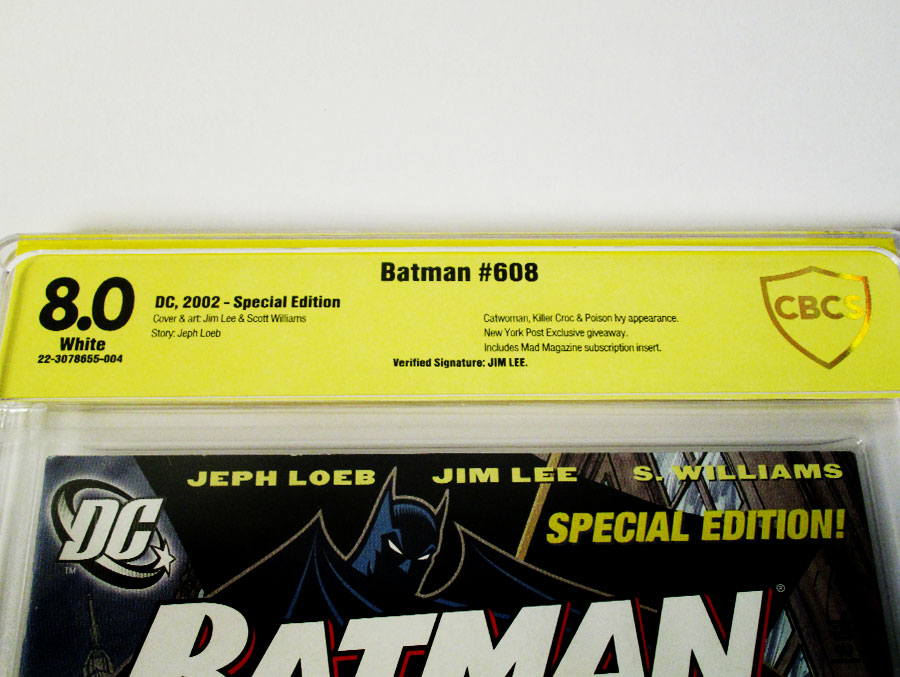 Batman #608
8.0
White
22-3078655-004
DC, 2002 - Special Edition
Cover & art: Jim Lee & Scott Williams
Story: Jeph Loeb
Catwoman, Killer Croc & Poison Ivy appearance.
New York Post Exclusive giveaway.
Includes Mad Magazine subscription insert.
Verified Signature: JIM LEE.
CBCS
JEPH LOEB JIM LEE S. WILLIAMS
DC
TM
SPECIAL EDITION!
BATMAN
®